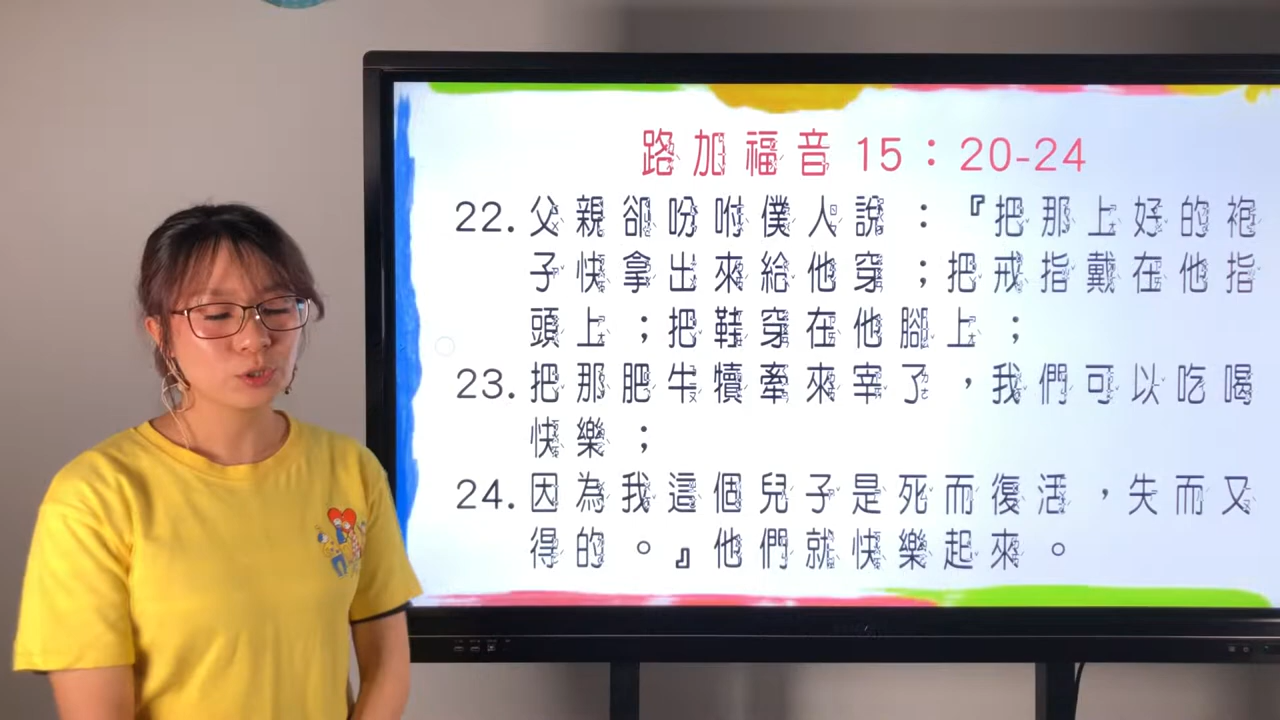 路加福音 15：20-24
22.父親卻吩咐僕人說：『把那上好的袍
子快拿出來給他穿；把戒指戴在他指
頭上；把鞋穿在他腳上；
23.把那肥牛犢牽來宰了，我們可以吃喝
快樂；
24.因為我這個兒子是死而復活，失而又
得的。』他們就快樂起來。